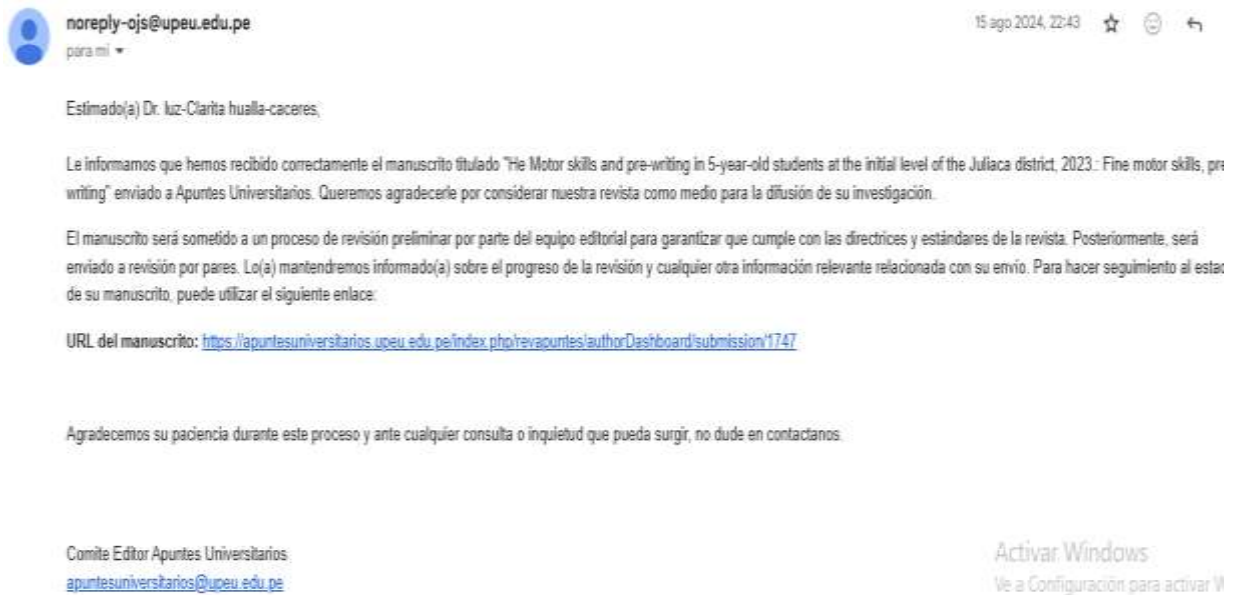 noreply-ojs@upeu.edu.pe
15 ago 2024, 22:43
para mí
Estimado(a) Dr. luz-Clarita hualla-caceres,
Le informamos que hemos recibido correctamente el manuscrito titulado "He Motor skills and pre-writing in 5-year-old students at the initial level of the Juliaca district, 2023.: Fine motor skills, pre
writing" enviado a Apuntes Universitarios. Queremos agradecerle por considerar nuestra revista como medio para la difusión de su investigación.
El manuscrito será sometido a un proceso de revisión preliminar por parte del equipo editorial para garantizar que cumple con las directrices y estándares de la revista. Posteriormente, será
enviado a revisión por pares. Lo(a) mantendremos informado(a) sobre el progreso de la revisión y cualquier otra información relevante relacionada con su envío. Para hacer seguimiento al estad
de su manuscrito, puede utilizar el siguiente enlace:
URL del manuscrito: https://apuntesuniversitarios.upeu.edu.pe/index.php/revapuntes/authorDashboard/submission/1747
Agradecemos su paciencia durante este proceso y ante cualquier consulta o inquietud que pueda surgir, no dude en contactanos.
Comite Editor Apuntes Universitarios
apuntesuniversitarios@upeu.edu.pe
Activar Windows
Ve a Configuración para activar W